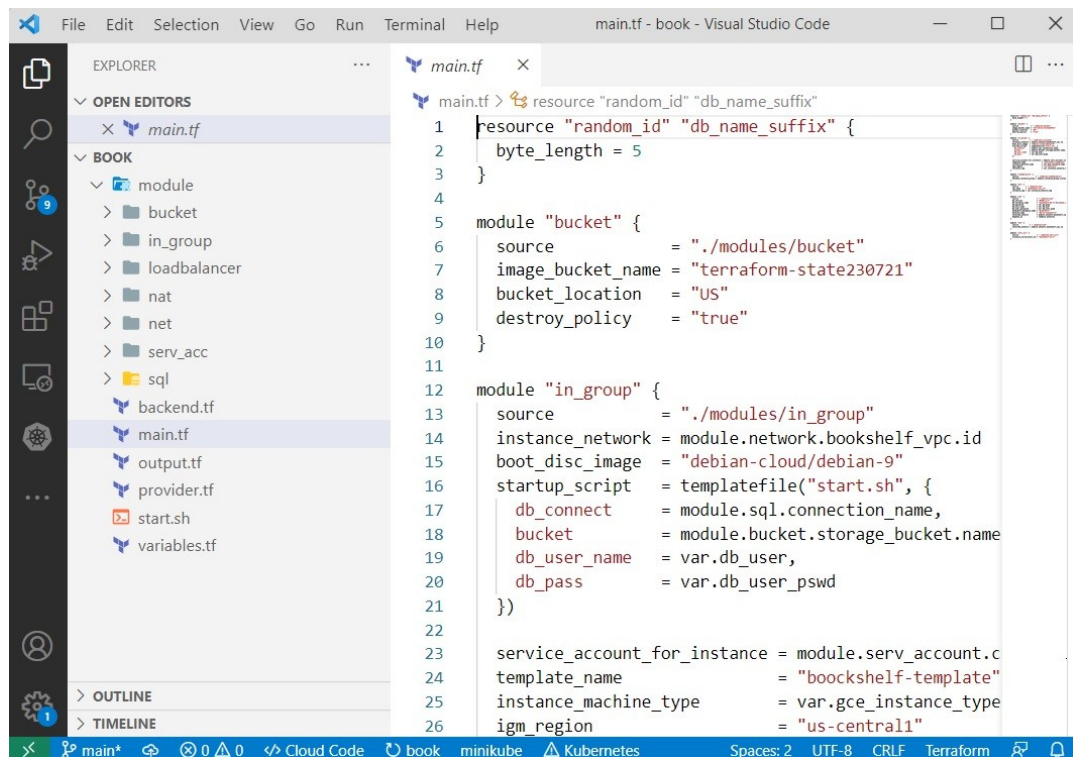 File Edit Selection View Go Run Terminal Help main.tf - book - Visual Studio Code
EXPLORER
OPEN EDITORS
main.tf
BOOK
module
bucket
in_group
loadbalancer
nat
net
serv_acc
sql
backend.tf
main.tf
output.tf
provider.tf
start.sh
variables.tf
OUTLINE
TIMELINE
9
1
main.tf
main.tf > resource "random_id" "db_name_suffix"
1 resource "random_id" "db_name_suffix" {
2 byte_length = 5
3 }
4
5 module "bucket" {
6 source = "./modules/bucket"
7 image_bucket_name = "terraform-state230721"
8 bucket_location = "US"
9 destroy_policy = "true"
10 }
11
12 module "in_group" {
13 source = "./modules/in_group"
14 instance_network = module.network.bookshelf_vpc.id
15 boot_disc_image = "debian-cloud/debian-9"
16 startup_script = templatefile("start.sh", {
17 db_connect = module.sql.connection_name,
18 bucket = module.bucket.storage_bucket.name
19 db_user_name = var.db_user,
20 db_pass = var.db_user_pswd
21 })
22
23 service_account_for_instance = module.serv_account.c
24 template_name = "boockshelf-template"
25 instance_machine_type = var.gce_instance_type
26 igm_region = "us-central1"
main* 0 0 Cloud Code book minikube Kubernetes Spaces: 2 UTF-8 CRLF Terraform